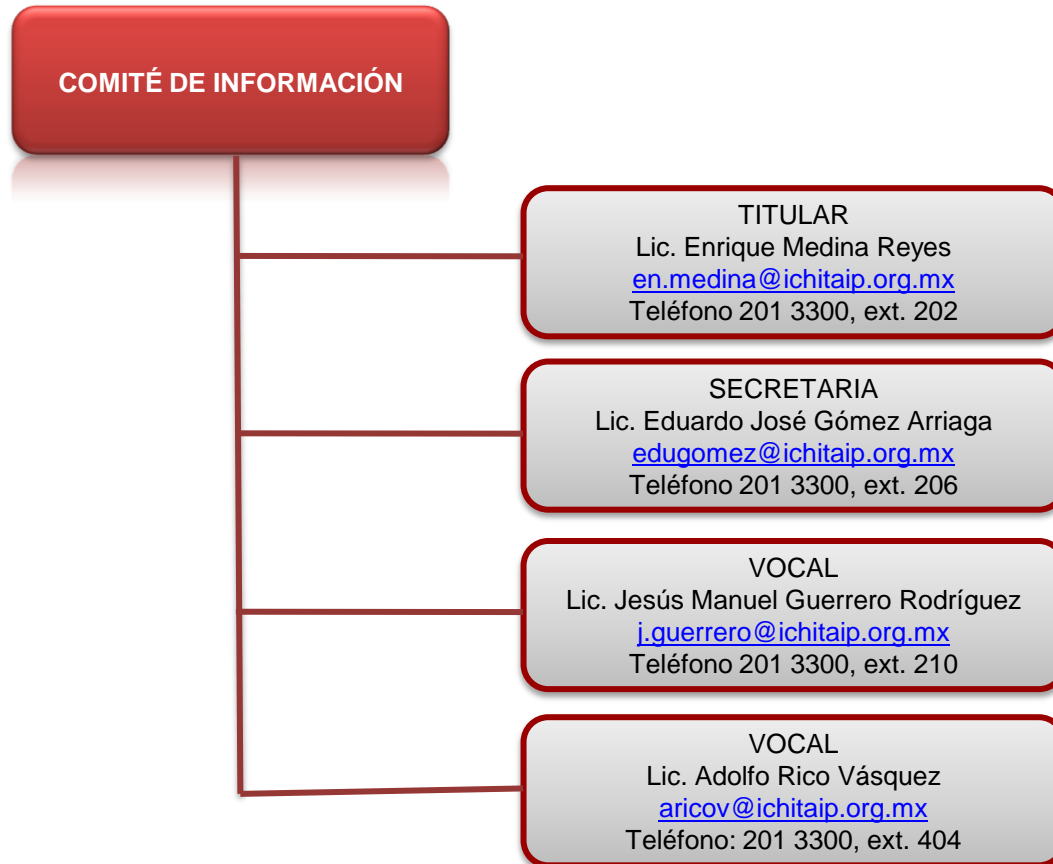 COMITÉ DE INFORMACIÓN
TITULAR
Lic. Enrique Medina Reyes
en.medina@ichitaip.org.mx
Teléfono 201 3300, ext. 202
SECRETARIA
Lic. Eduardo José Gómez Arriaga
edugomez@ichitaip.org.mx
Teléfono 201 3300, ext. 206
VOCAL
Lic. Jesús Manuel Guerrero Rodríguez
j.guerrero@ichitaip.org.mx
Teléfono 201 3300, ext. 210
VOCAL
Lic. Adolfo Rico Vásquez
aricov@ichitaip.org.mx
Teléfono: 201 3300, ext. 404